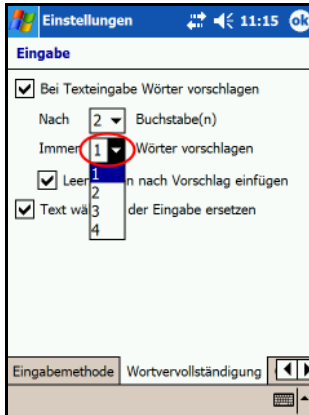 Einstellungen 11:15 ok
Eingabe
Bei Texteingabe Wörter vorschlagen
Nach 2 Buchstabe(n)
Immer 1 Wörter vorschlagen
1
Leer n nach Vorschlag einfügen
2
Text wä 3 der Eingabe ersetzen
4
Eingabemethode Wortvervollständigung